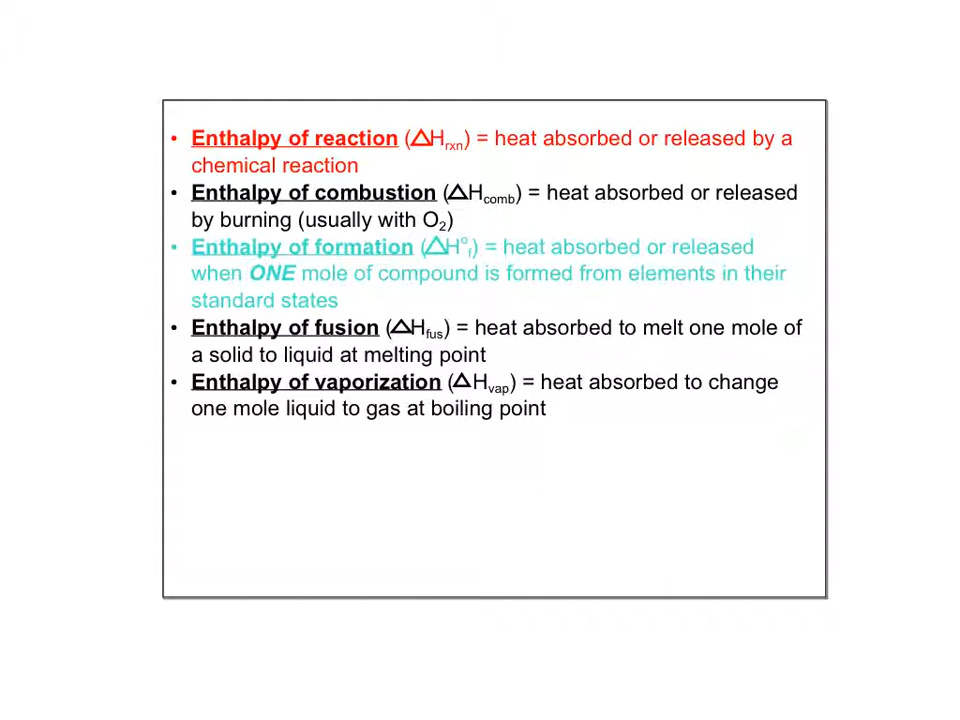 • Enthalpy of reaction (△Hrxn) = heat absorbed or released by a
chemical reaction
• Enthalpy of combustion (△Hcomb) = heat absorbed or released
by burning (usually with O2)
• Enthalpy of formation (△H°f) = heat absorbed or released
when ONE mole of compound is formed from elements in their
standard states
• Enthalpy of fusion (△Hfus) = heat absorbed to melt one mole of
a solid to liquid at melting point
• Enthalpy of vaporization (△Hvap) = heat absorbed to change
one mole liquid to gas at boiling point